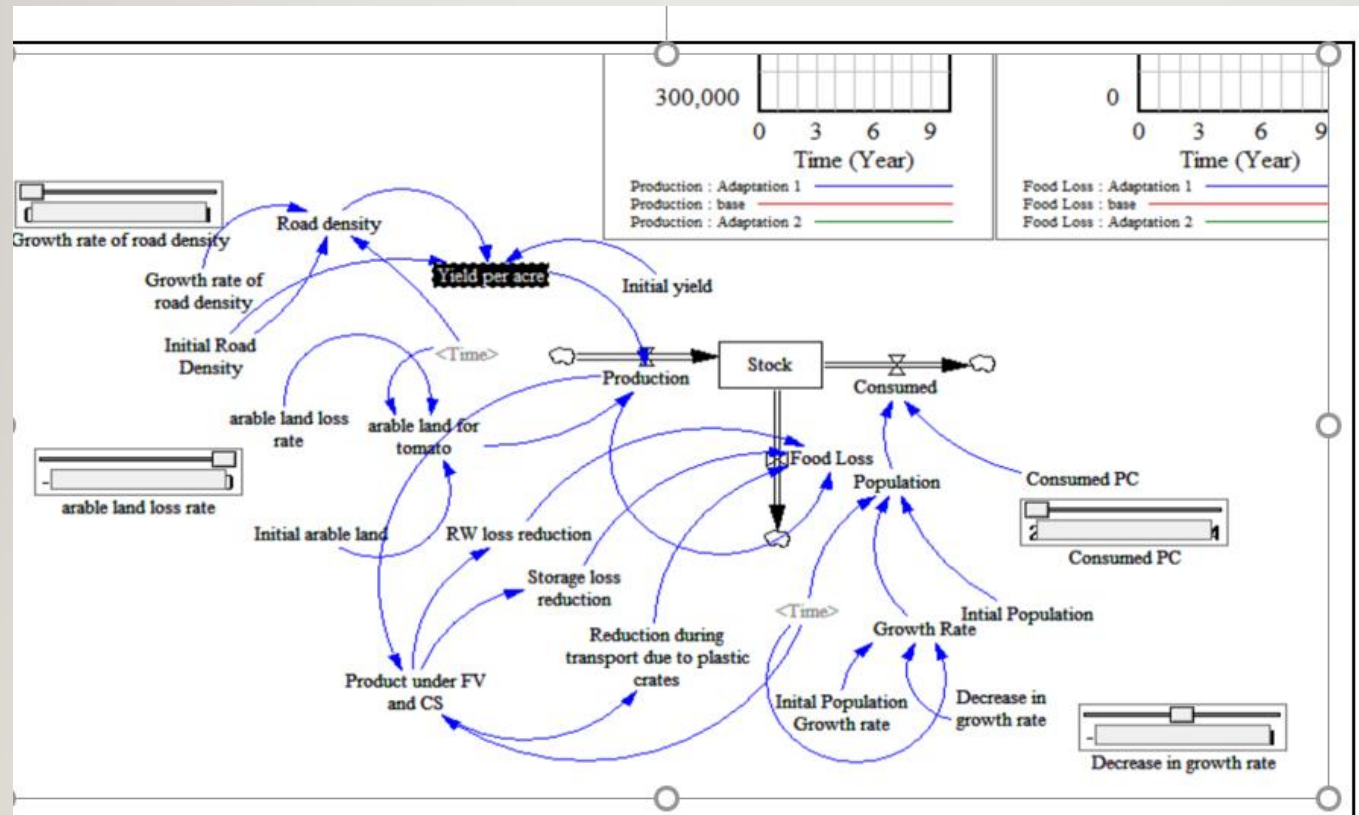 300,000
0 3 6 9
Time (Year)
Production : Adaptation 1
Production : base
Production : Adaptation 2
0
0 3 6 9
Time (Year)
Food Loss : Adaptation 1
Food Loss : base
Food Loss : Adaptation 2
Growth rate of road density
Road density
Growth rate of
road density
Initial Road
Density
Yield per acre
Initial yield
<Time>
Production
Stock
Consumed
arable land loss
rate
arable land for
tomato
arable land loss rate
Initial arable land
RW loss reduction
Food Loss
Population
Consumed PC
2 4
Consumed PC
Storage loss
reduction
<Time>
Intial Population
Growth Rate
Reduction during
transport due to plastic
crates
Product under FV
and CS
Inital Population
Growth rate
Decrease in
growth rate
Decrease in growth rate